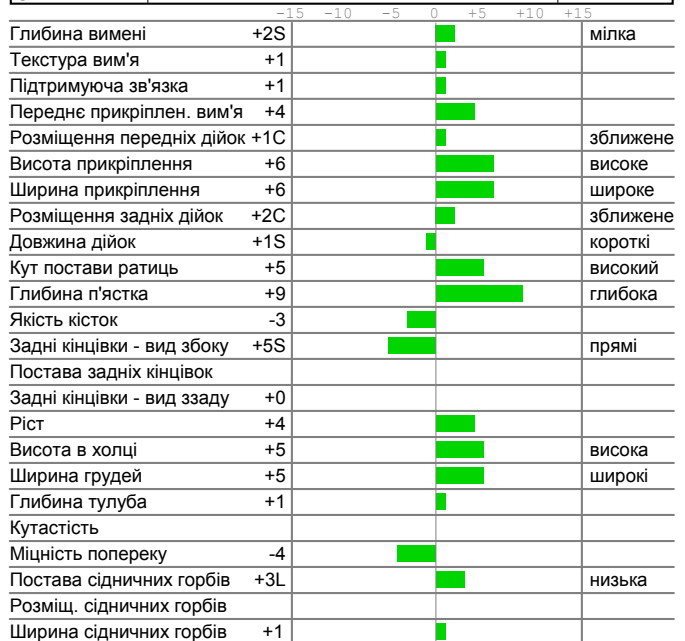 -15 -10 -5 0 +5 +10 +15
Глибина вимені +2S мілка
Текстура вим'я +1
Підтримуюча зв'язка +1
Переднє прикріплен. вим'я +4
Розміщення передніх дійок +1C зближене
Висота прикріплення +6 високе
Ширина прикріплення +6 широке
Розміщення задніх дійок +2C зближене
Довжина дійок +1S короткі
Кут постави ратиць +5 високий
Глибина п'ястка +9 глибока
Якість кісток -3
Задні кінцівки - вид збоку +5S прямі
Постава задніх кінцівок
Задні кінцівки - вид ззаду +0
Ріст +4
Висота в холці +5 висока
Ширина грудей +5 широкі
Глибина тулуба +1
Кутастість
Міцність попереку -4
Постава сідничних горбів +3L низька
Розміщ. сідничних горбів
Ширина сідничних горбів +1